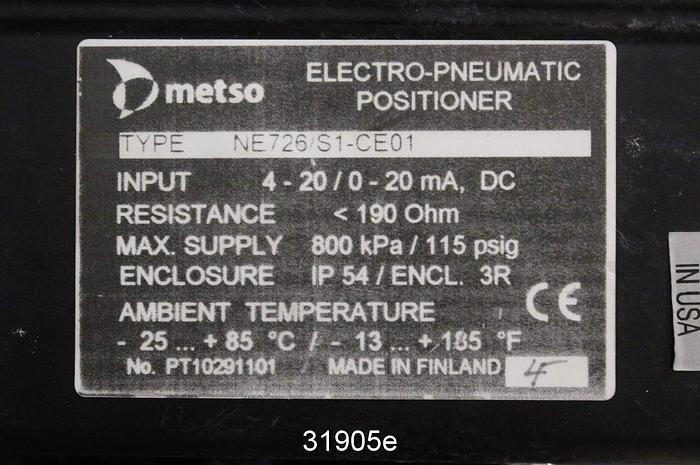 metso
ELECTRO-PNEUMATIC
POSITIONER
TYPE NE726/S1-CE01
INPUT 4 - 20 / 0 - 20 mA, DC
RESISTANCE < 190 Ohm
MAX. SUPPLY 800 kPa / 115 psig
ENCLOSURE IP 54 / ENCL. 3R
AMBIENT TEMPERATURE
CE
- 25 ... + 85 °C / - 13 ... + 185 °F
No. PT10291101 MADE IN FINLAND
IN USA
31905e